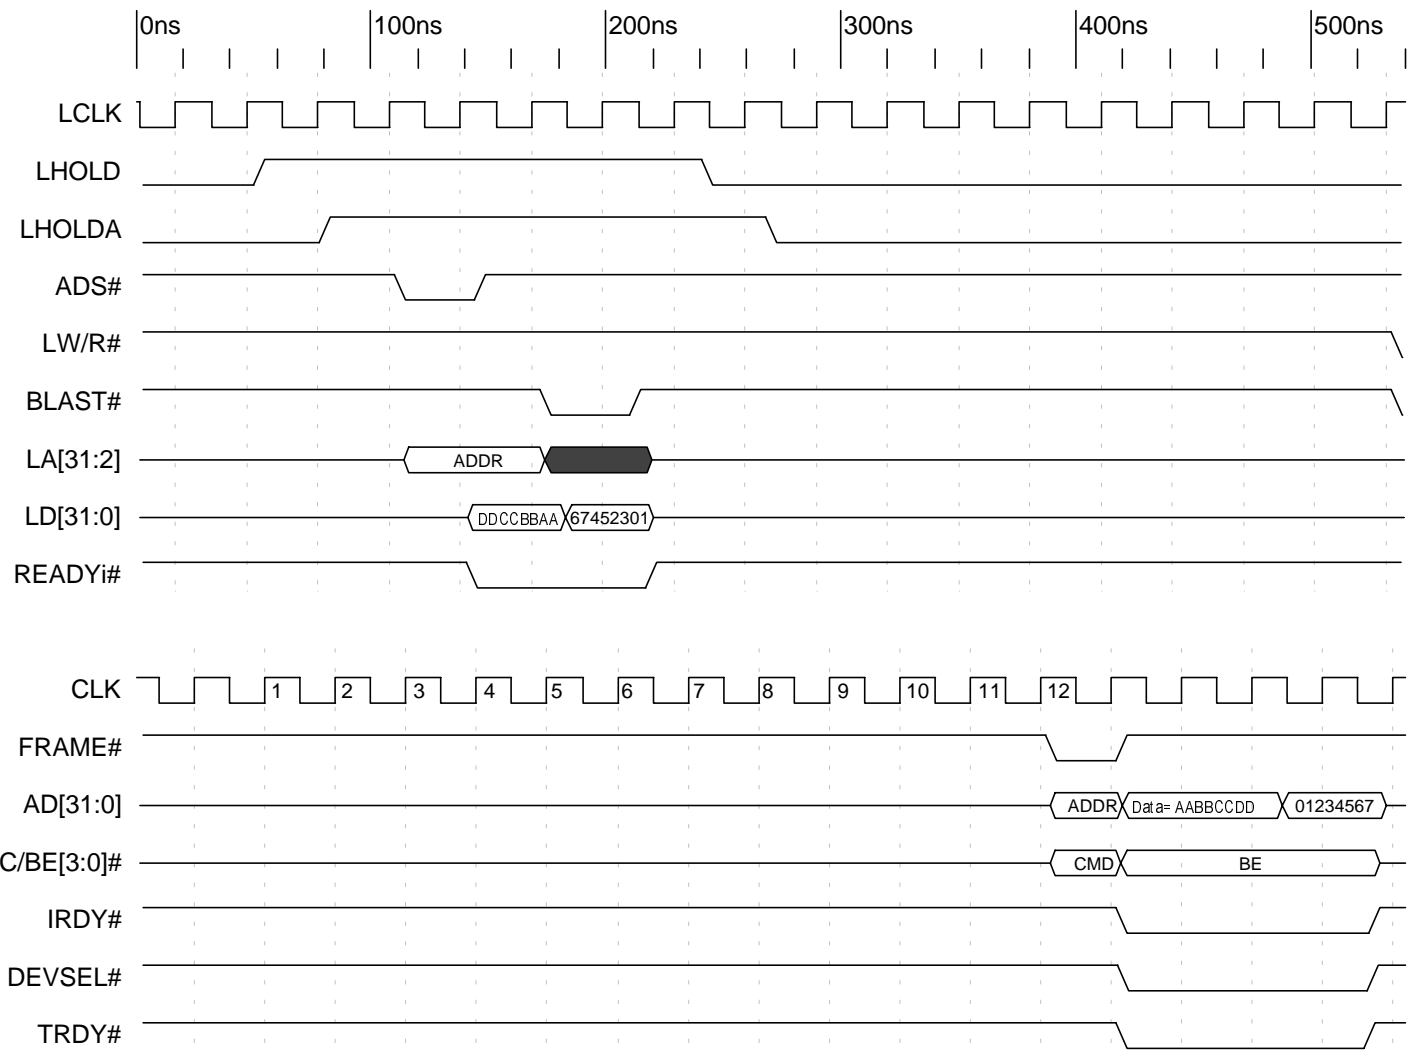 0ns 100ns 200ns 300ns 400ns 500ns
LCLK
LHOLD
LHOLDA
ADS#
LW/R#
BLAST#
LA[31:2] ADDR
LD[31:0] DDCCBBAA 67452301
READYi#
CLK 1 2 3 4 5 6 7 8 9 10 11 12
FRAME#
AD[31:0] ADDR Data= AABBCCDD 01234567
C/BE[3:0]# CMD BE
IRDY#
DEVSEL#
TRDY#